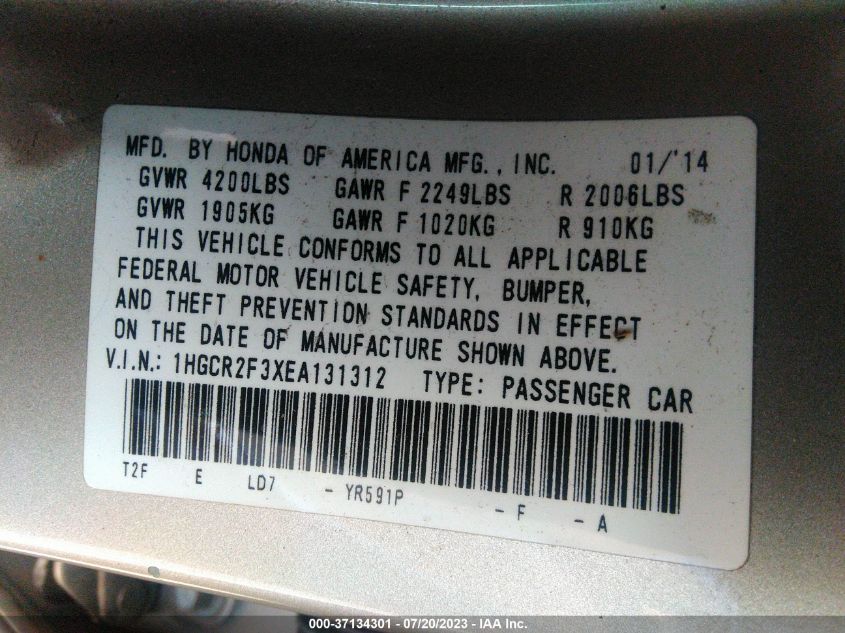 MFD. BY HONDA OF AMERICA MFG., INC. 01/'14
GVWR 4200LBS GAWR F 2249LBS R 2006LBS
GVWR 1905KG GAWR F 1020KG R 910KG
THIS VEHICLE CONFORMS TO ALL APPLICABLE
FEDERAL MOTOR VEHICLE SAFETY, BUMPER,
AND THEFT PREVENTION STANDARDS IN EFFECT
ON THE DATE OF MANUFACTURE SHOWN ABOVE.
V.I.N.: 1HGCR2F3XEA131312 TYPE: PASSENGER CAR
T2F E LD7 - YR591P - F - A
000-37134301 - 07/20/2023 - IAA Inc.